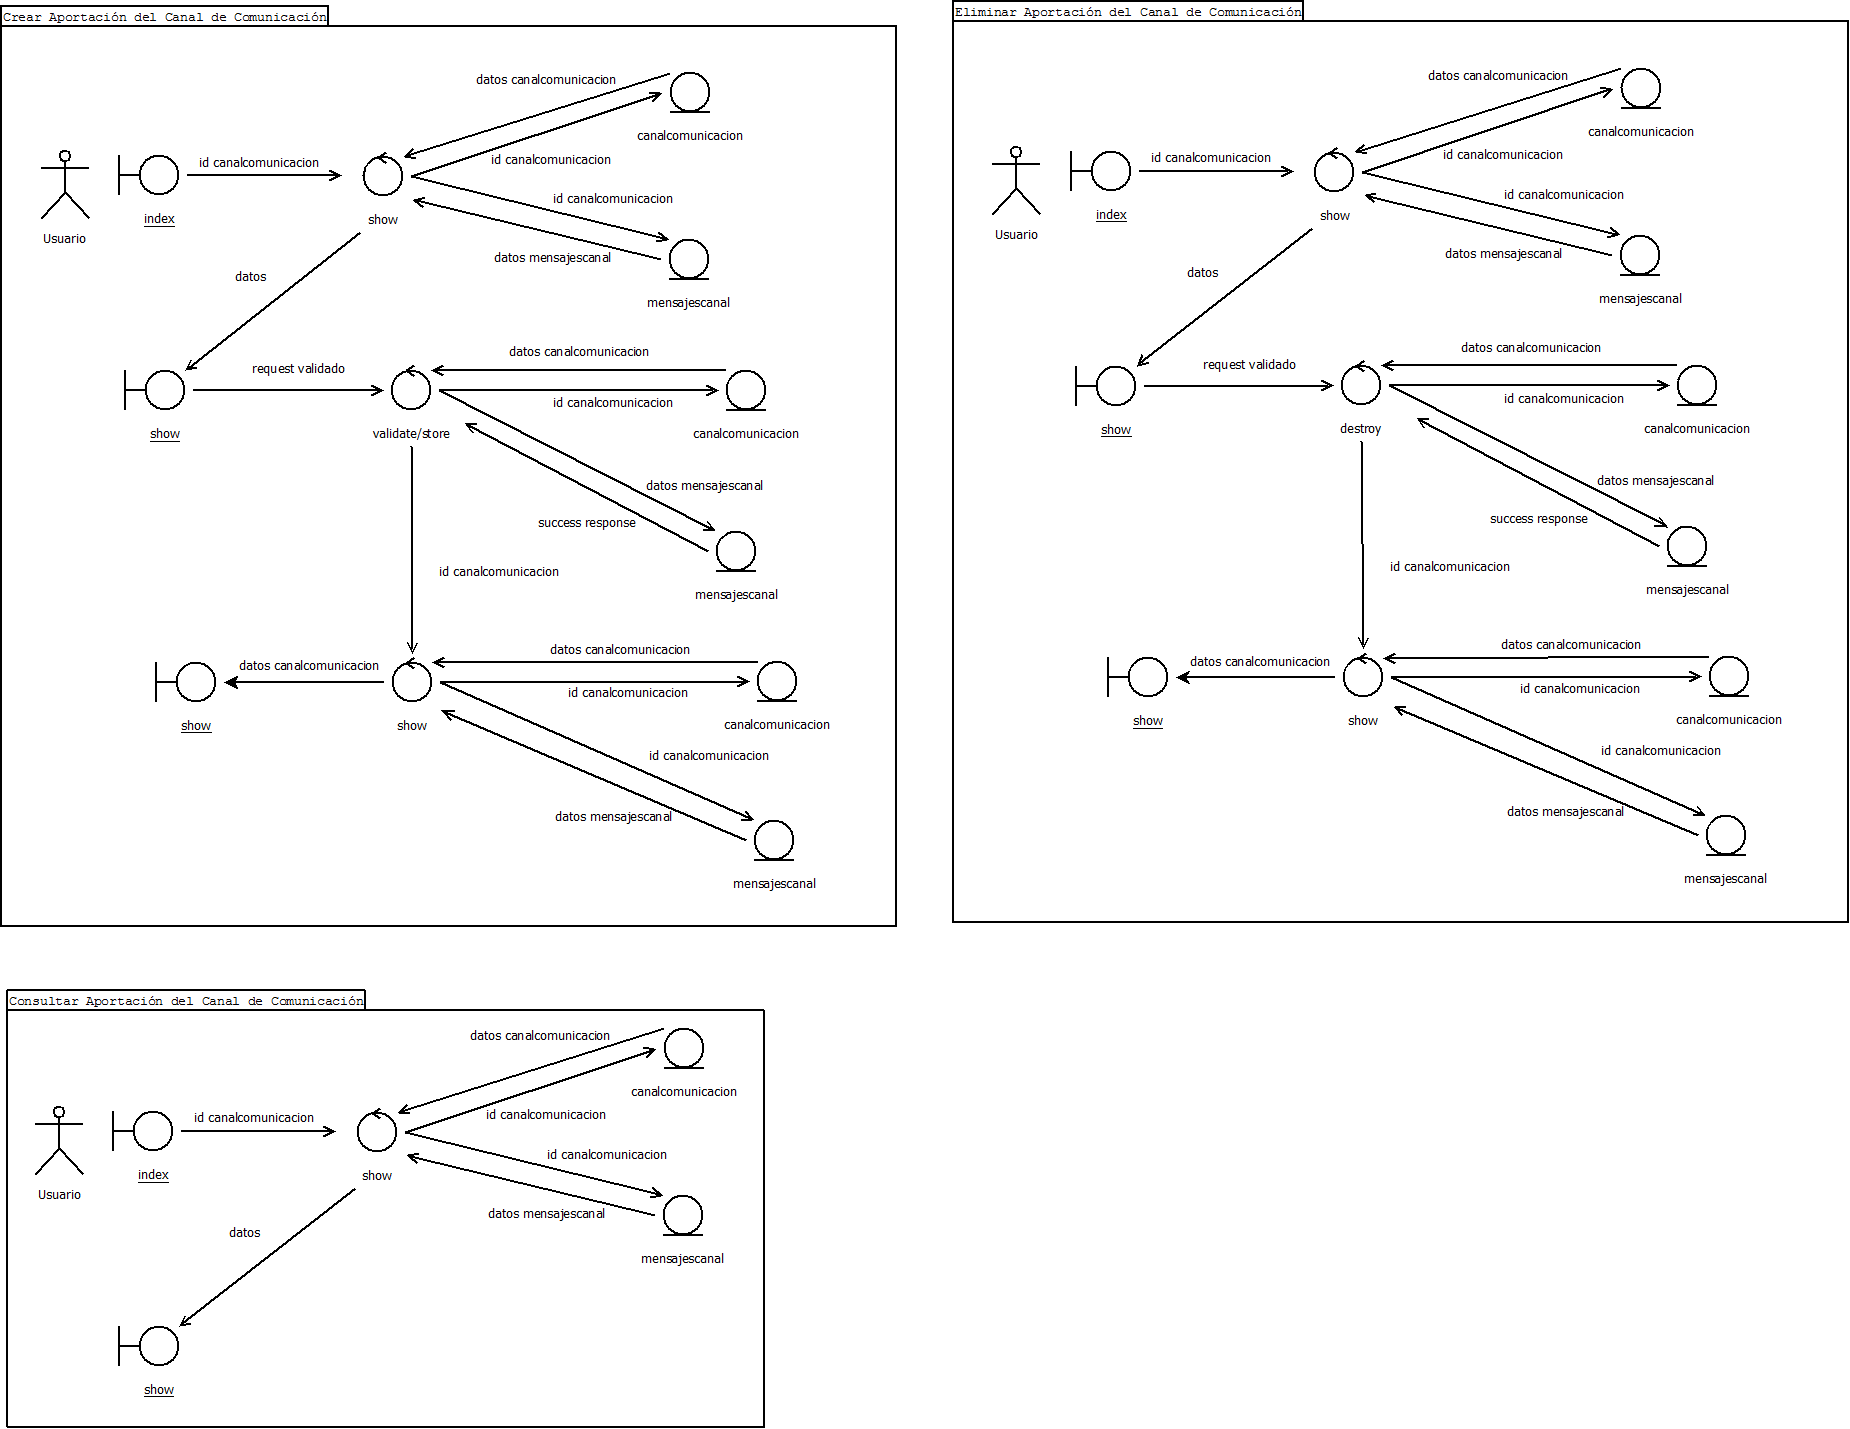 Crear Aportación del Canal de Comunicación
datos canalcomunicacion
canalcomunicacion
id canalcomunicacion
id canalcomunicacion
id canalcomunicacion
Usuario
index
show
datos mensajescanal
datos
mensajescanal
datos canalcomunicacion
request validado
id canalcomunicacion
show
validate/store
canalcomunicacion
datos mensajescanal
success response
id canalcomunicacion
mensajescanal
datos canalcomunicacion
datos canalcomunicacion
id canalcomunicacion
show
show
canalcomunicacion
id canalcomunicacion
datos mensajescanal
mensajescanal
Eliminar Aportación del Canal de Comunicación
datos canalcomunicacion
canalcomunicacion
id canalcomunicacion
id canalcomunicacion
id canalcomunicacion
Usuario
index
show
datos mensajescanal
datos
mensajescanal
datos canalcomunicacion
request validado
id canalcomunicacion
show
destroy
canalcomunicacion
datos mensajescanal
success response
id canalcomunicacion
mensajescanal
datos canalcomunicacion
datos canalcomunicacion
id canalcomunicacion
show
show
canalcomunicacion
id canalcomunicacion
datos mensajescanal
mensajescanal
Consultar Aportación del Canal de Comunicación
datos canalcomunicacion
canalcomunicacion
id canalcomunicacion
id canalcomunicacion
id canalcomunicacion
Usuario
index
show
datos mensajescanal
datos
mensajescanal
show